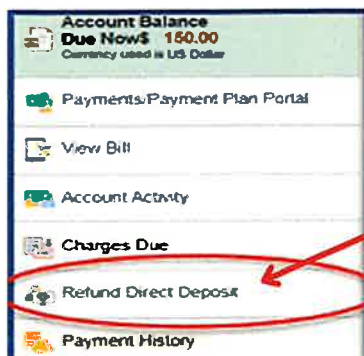 Account Balance
Due Now$ 150.00
Currency used is US Dollar
Payments/Payment Plan Portal
View Bill
Account Activity
Charges Due
Refund Direct Deposit
Payment History